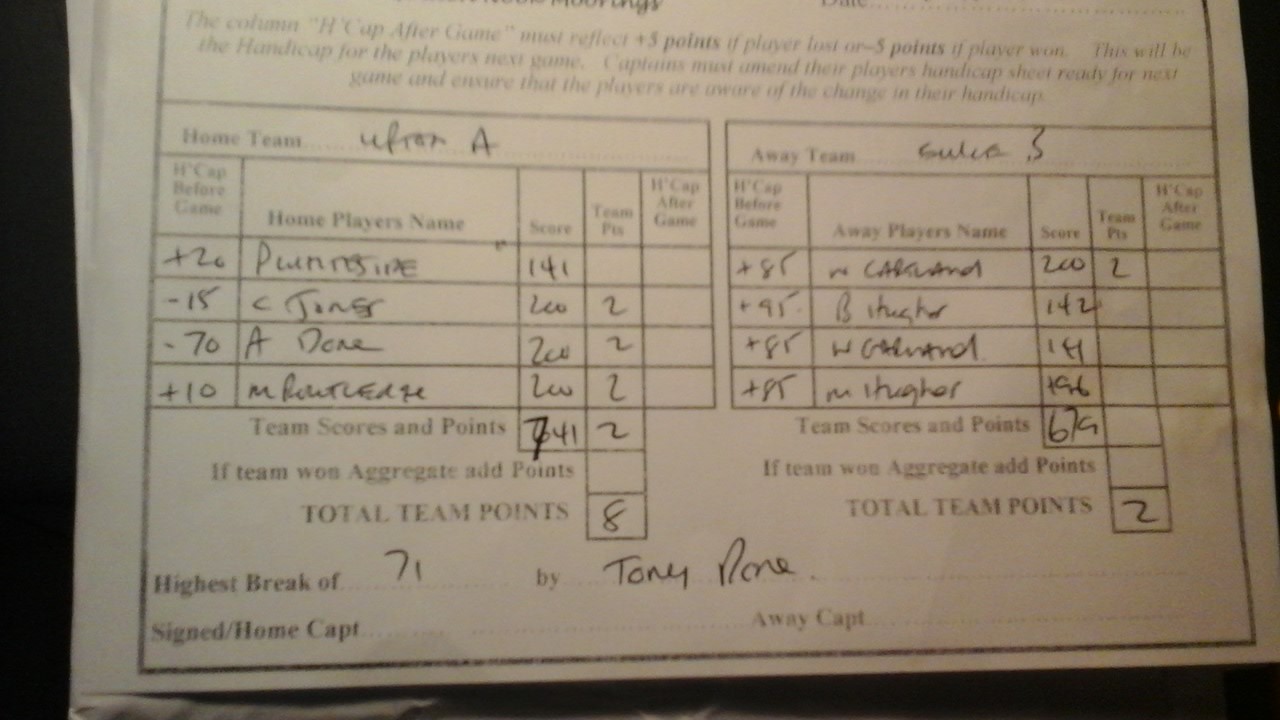 Moorings Date
The column "H'Cap After Game" must reflect +5 points if player lost or –5 points if player won. This will be
the Handicap for the players next game. Captains must amend their players handicap sheet ready for next
game and ensure that the players are aware of the change in their handicap.
Home Team A
H'Cap Before Game Home Players Name Score Team Pts H'Cap After Game
+20 141
-15 C Jones 200 2
-70 A Done 200 2
+10 M ROUTLEDGE 200 2
Team Scores and Points 741 2
If team won Aggregate add Points
TOTAL TEAM POINTS 8
Away Team
H'Cap Before Game Away Players Name Score Team Pts H'Cap After Game
+85 GARLAND 200 2
+95 B Hughes 142
+85 W GARLAND 141
+85 M Hughes 196
Team Scores and Points 679
If team won Aggregate add Points
TOTAL TEAM POINTS 2
Highest Break of 71 by Tony Done.
Signed/Home Capt Away Capt